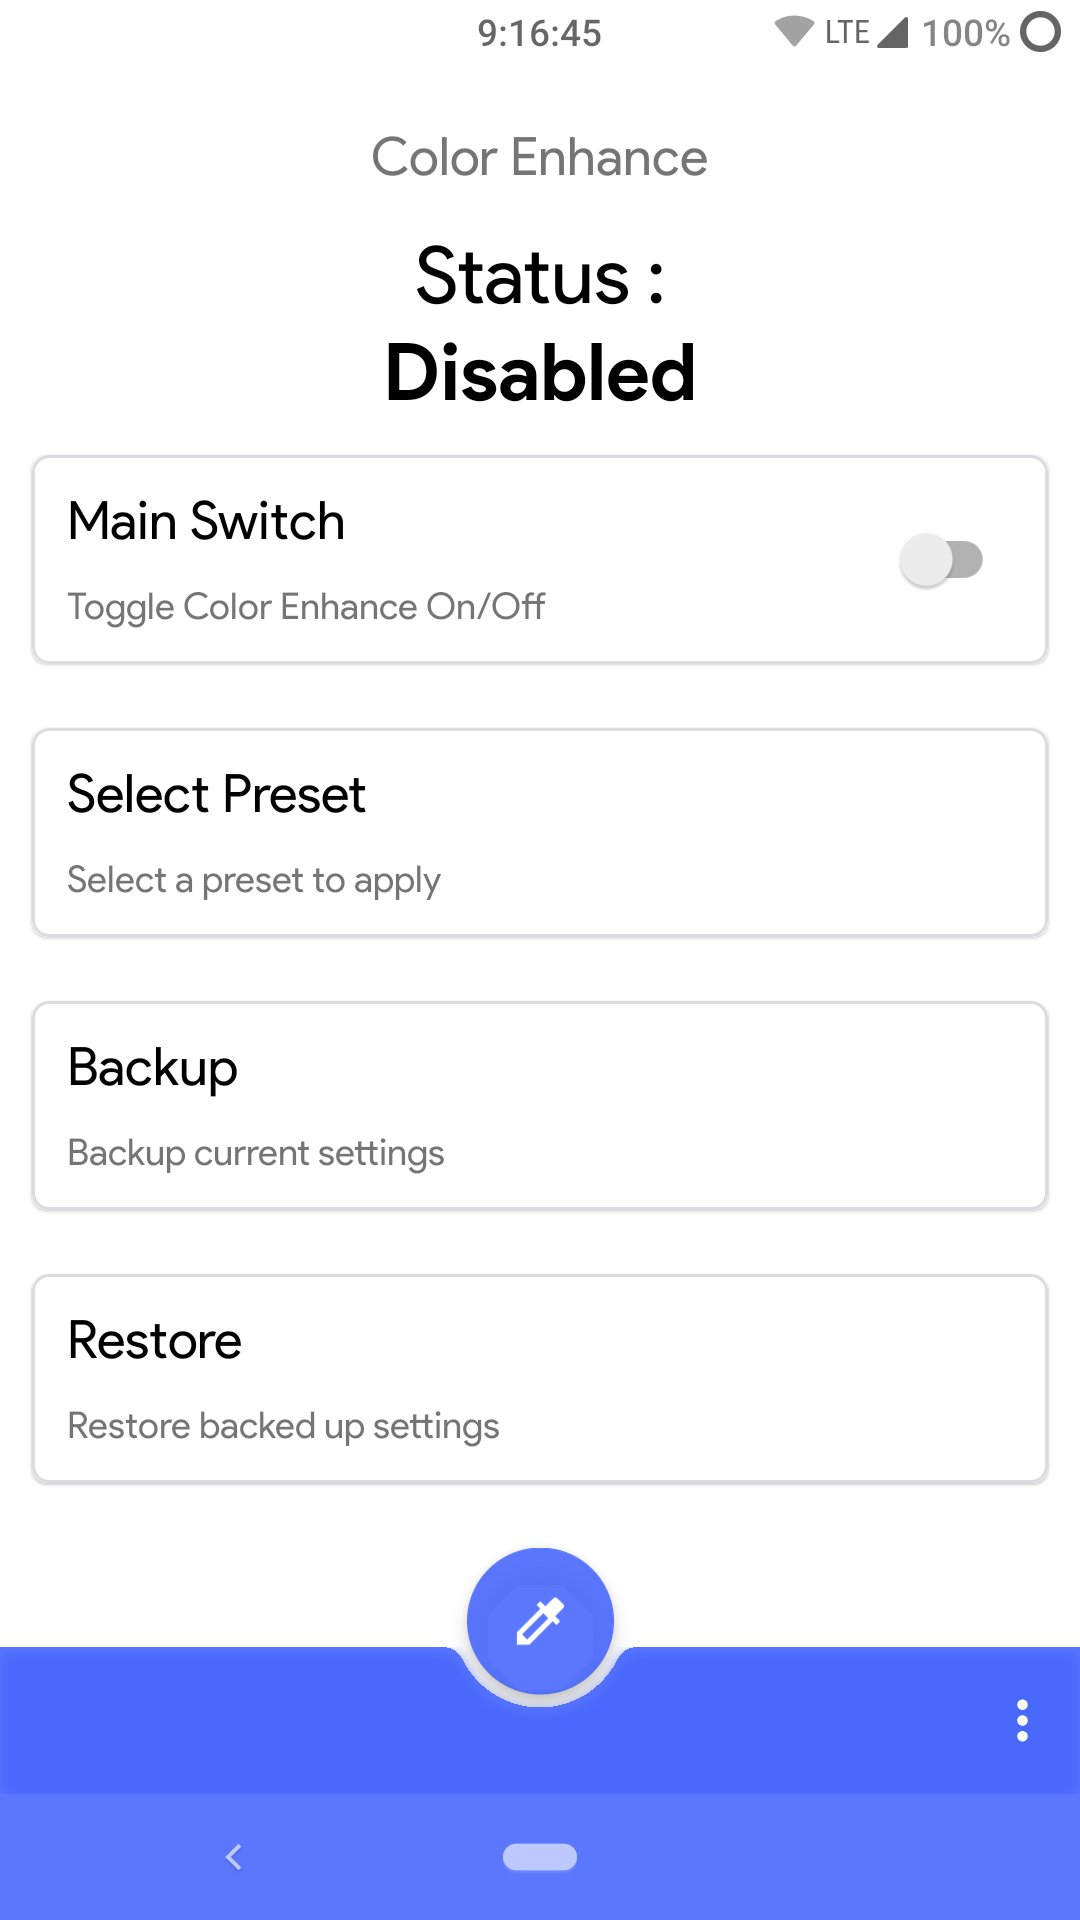 9:16:45 LTE 100%
Color Enhance
Status :
Disabled
Main Switch
Toggle Color Enhance On/Off
Select Preset
Select a preset to apply
Backup
Backup current settings
Restore
Restore backed up settings